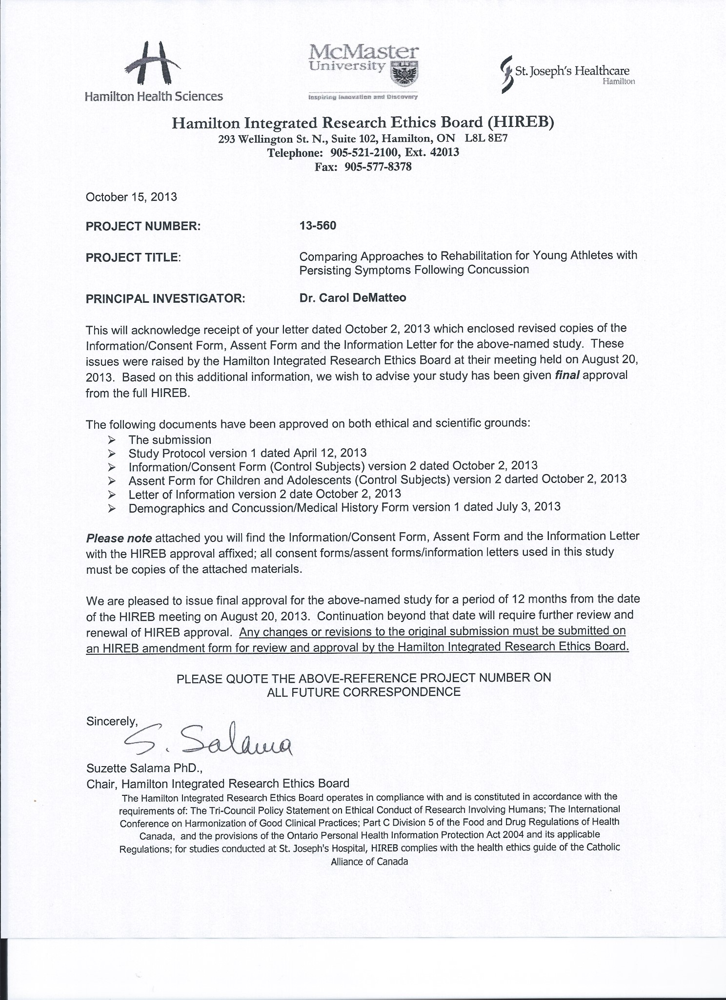 Hamilton Health Sciences
McMaster
University
Inspiring Innovation and Discovery
St. Joseph's Healthcare
Hamilton
Hamilton Integrated Research Ethics Board (HIREB)
293 Wellington St. N., Suite 102, Hamilton, ON L8L 8E7
Telephone: 905-521-2100, Ext. 42013
Fax: 905-577-8378
October 15, 2013
PROJECT NUMBER: 13-560
PROJECT TITLE: Comparing Approaches to Rehabilitation for Young Athletes with
Persisting Symptoms Following Concussion
PRINCIPAL INVESTIGATOR: Dr. Carol DeMatteo
This will acknowledge receipt of your letter dated October 2, 2013 which enclosed revised copies of the
Information/Consent Form, Assent Form and the Information Letter for the above-named study. These
issues were raised by the Hamilton Integrated Research Ethics Board at their meeting held on August 20,
2013. Based on this additional information, we wish to advise your study has been given final approval
from the full HIREB.
The following documents have been approved on both ethical and scientific grounds:
➢ The submission
➢ Study Protocol version 1 dated April 12, 2013
➢ Information/Consent Form (Control Subjects) version 2 dated October 2, 2013
➢ Assent Form for Children and Adolescents (Control Subjects) version 2 darted October 2, 2013
➢ Letter of Information version 2 date October 2, 2013
➢ Demographics and Concussion/Medical History Form version 1 dated July 3, 2013
Please note attached you will find the Information/Consent Form, Assent Form and the Information Letter
with the HIREB approval affixed; all consent forms/assent forms/information letters used in this study
must be copies of the attached materials.
We are pleased to issue final approval for the above-named study for a period of 12 months from the date
of the HIREB meeting on August 20, 2013. Continuation beyond that date will require further review and
renewal of HIREB approval. Any changes or revisions to the original submission must be submitted on
an HIREB amendment form for review and approval by the Hamilton Integrated Research Ethics Board.
PLEASE QUOTE THE ABOVE-REFERENCE PROJECT NUMBER ON
ALL FUTURE CORRESPONDENCE
Sincerely,
S. Salama
Suzette Salama PhD.,
Chair, Hamilton Integrated Research Ethics Board
The Hamilton Integrated Research Ethics Board operates in compliance with and is constituted in accordance with the
requirements of: The Tri-Council Policy Statement on Ethical Conduct of Research Involving Humans; The International
Conference on Harmonization of Good Clinical Practices; Part C Division 5 of the Food and Drug Regulations of Health
Canada, and the provisions of the Ontario Personal Health Information Protection Act 2004 and its applicable
Regulations; for studies conducted at St. Joseph's Hospital, HIREB complies with the health ethics guide of the Catholic
Alliance of Canada